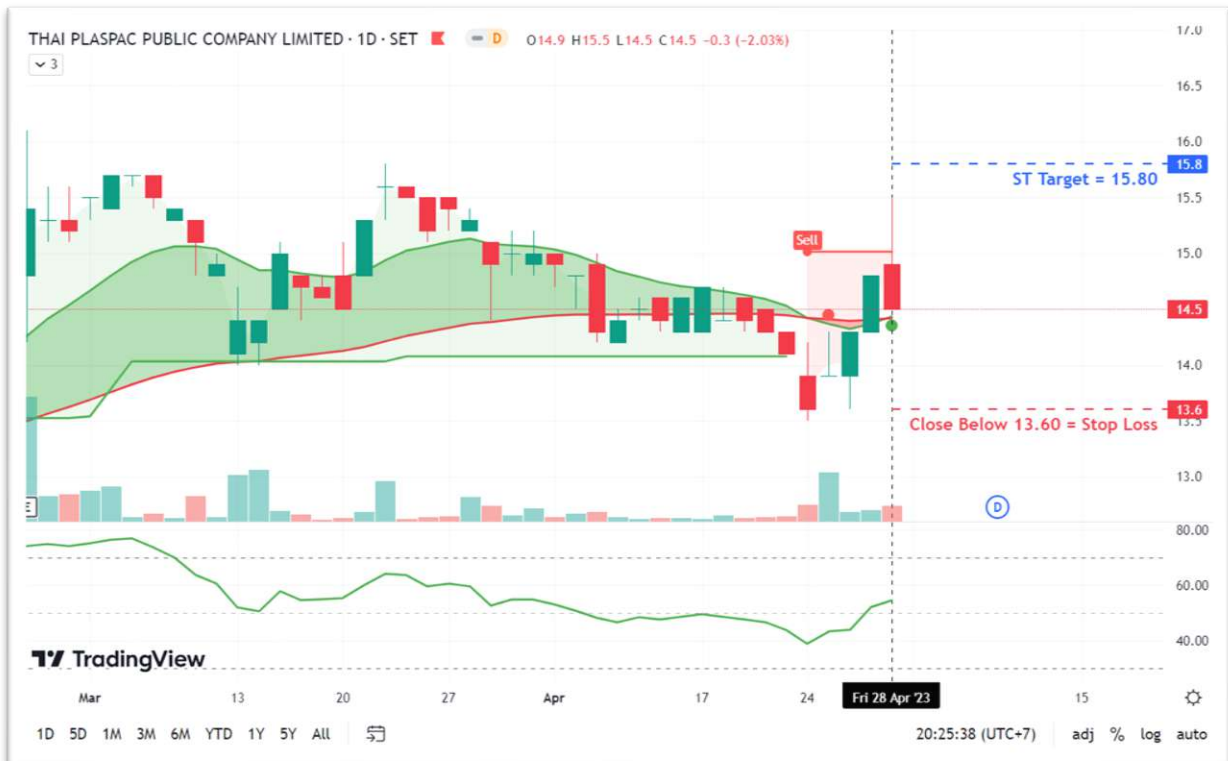 THAI PLASPAC PUBLIC COMPANY LIMITED · 1D · SET D O14.9 H15.5 L14.5 C14.5 −0.3 (−2.03%)
3
17.0
16.5
16.0
15.8
ST Target = 15.80
15.5
Sell
15.0
14.5
14.0
13.6
Close Below 13.60 = Stop Loss
13.5
13.0
E
D
80.00
60.00
40.00
TradingView
Mar 13 20 27 Apr 17 24 Fri 28 Apr '23 15
1D 5D 1M 3M 6M YTD 1Y 5Y All 20:25:38 (UTC+7) adj % log auto